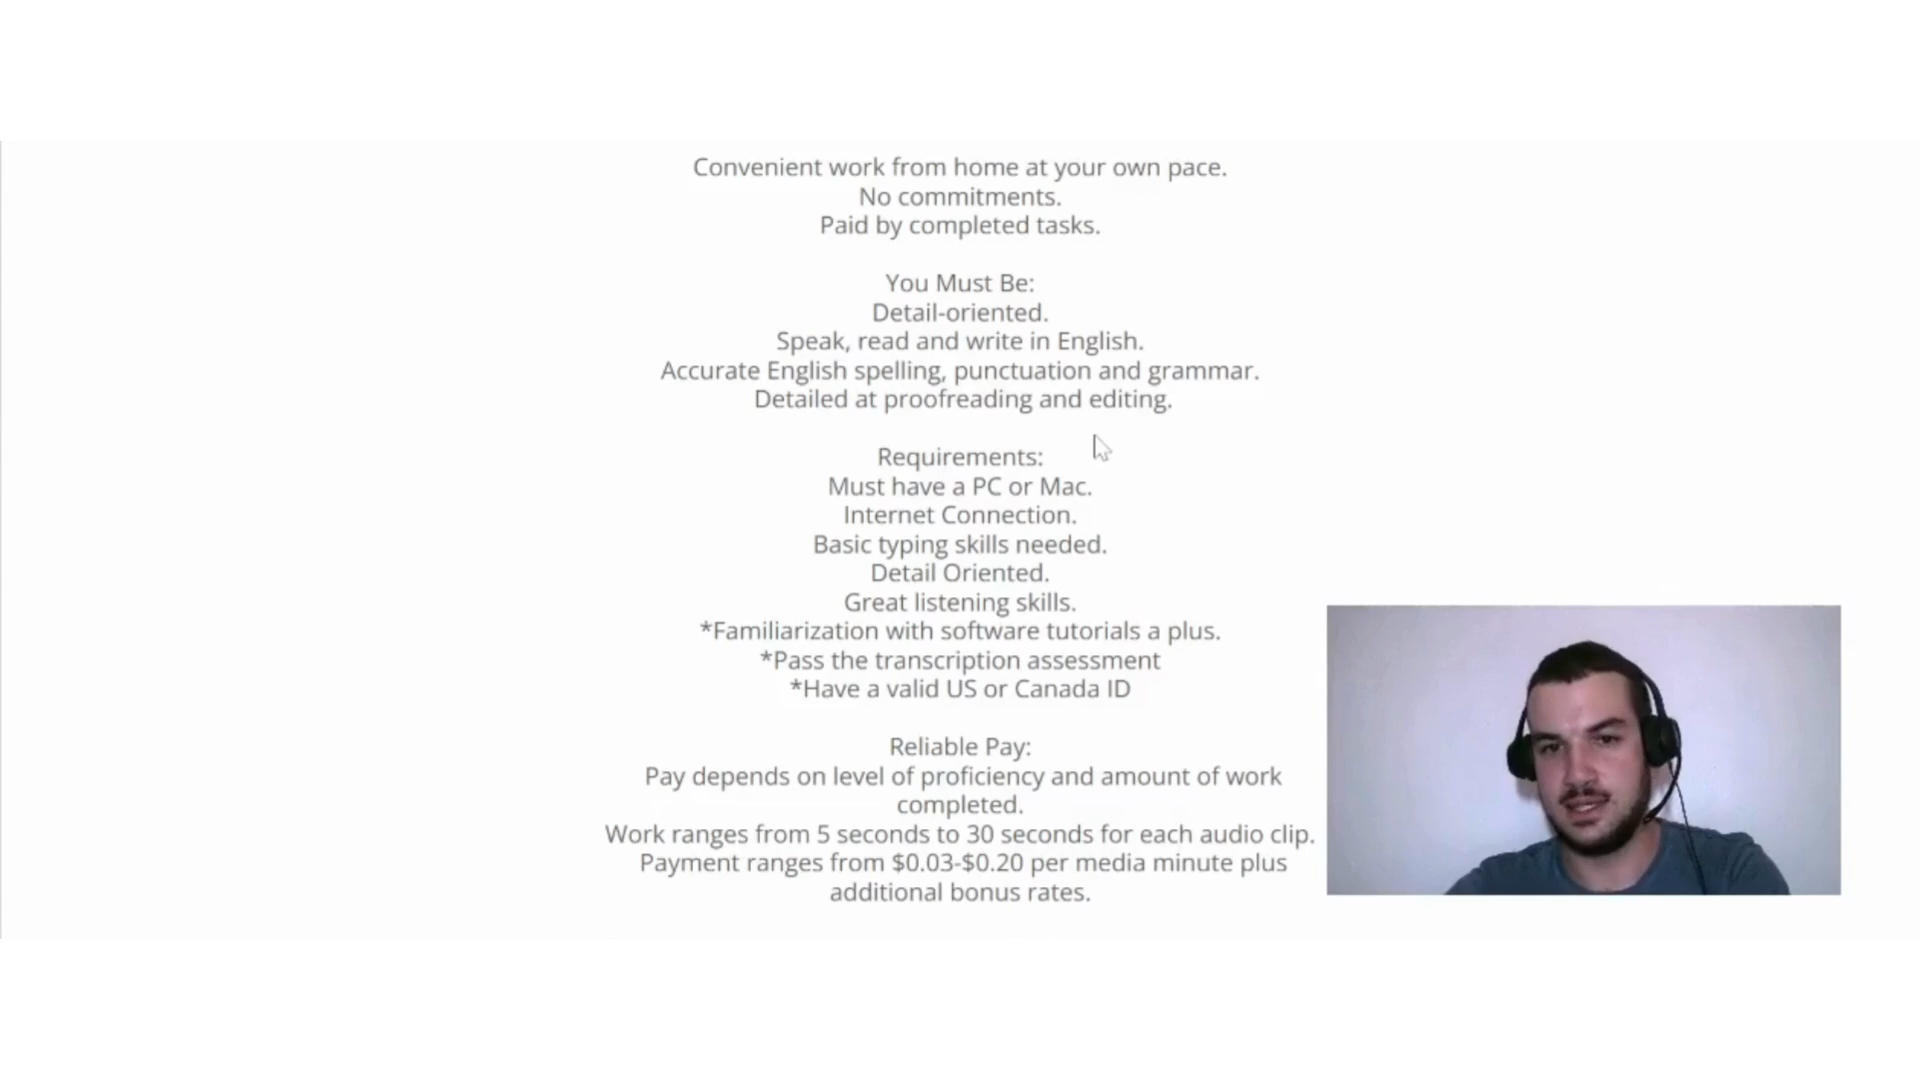 Convenient work from home at your own pace.
No commitments.
Paid by completed tasks.
You Must Be:
Detail-oriented.
Speak, read and write in English.
Accurate English spelling, punctuation and grammar.
Detailed at proofreading and editing.
Requirements:
Must have a PC or Mac.
Internet Connection.
Basic typing skills needed.
Detail Oriented.
Great listening skills.
*Familiarization with software tutorials a plus.
*Pass the transcription assessment
*Have a valid US or Canada ID
Reliable Pay:
Pay depends on level of proficiency and amount of work
completed.
Work ranges from 5 seconds to 30 seconds for each audio clip.
Payment ranges from $0.03-$0.20 per media minute plus
additional bonus rates.